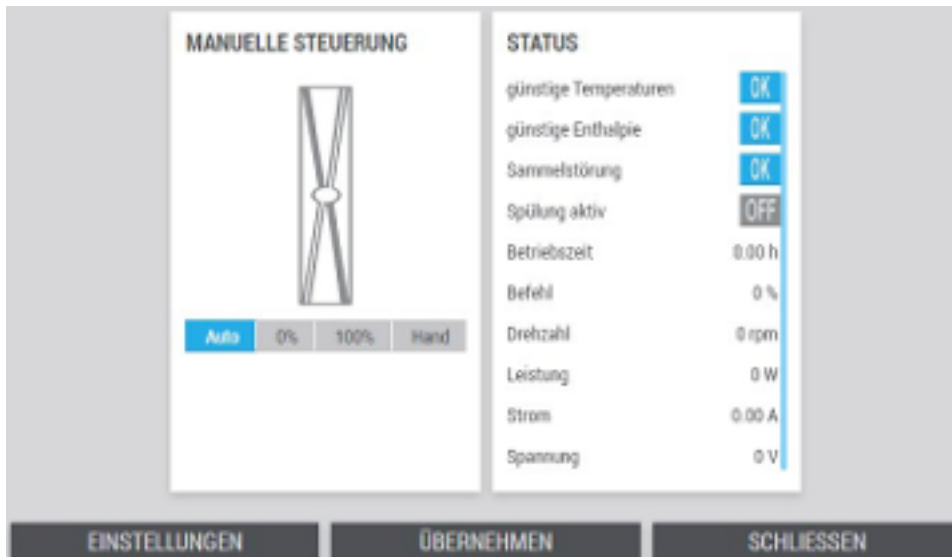 MANUELLE STEUERUNG
Auto 0% 100% Hand
STATUS
günstige Temperaturen OK
günstige Enthalpie OK
Sammelstörung OK
Spülung aktiv OFF
Betriebszeit 0.00 h
Befehl 0 %
Drehzahl 0 rpm
Leistung 0 W
Strom 0.00 A
Spannung 0 V
EINSTELLUNGEN ÜBERNEHMEN SCHLIESSEN